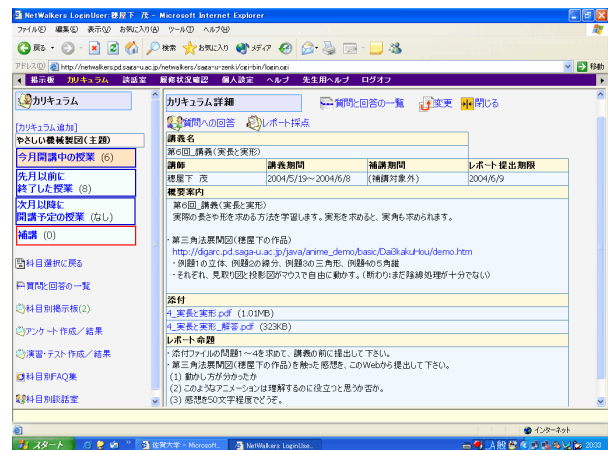 NetWalkers LoginUser:穂屋下 茂 - Microsoft Internet Explorer
ファイル(F) 編集(E) 表示(V) お気に入り(A) ツール(T) ヘルプ(H)
戻る 検索 お気に入り メディア
アドレス(D) http://netwalkers.pd.saga-u.ac.jp/netwalkers/saga-u-zenki/cgi-bin/login.cgi 移動
掲示板 カリキュラム 談話室 履修状況確認 個人設定 ヘルプ 先生用ヘルプ ログオフ
カリキュラム
[カリキュラム追加]
やさしい機械製図(主題)
今月開講中の授業 (6)
先月以前に
終了した授業 (8)
次月以降に
開講予定の授業 (なし)
補講 (0)
科目選択に戻る
質問と回答の一覧
科目別掲示板(2)
アンケート作成/結果
演習・テスト作成/結果
科目別FAQ集
科目別談話室
カリキュラム詳細 質問と回答の一覧 変更 閉じる
質問への回答 レポート採点
講義名
第6回_講義(実長と実形)
講師 講義期間 補講期間 レポート提出期限
穂屋下 茂 2004/5/19~2004/6/8 (補講対象外) 2004/6/9
概要案内
第6回_講義(実長と実形)
実際の長さや形を求める方法を学習します。実形を求めると、実角も求められます。
・第三角法展開図(穂屋下の作品)
http://digarc.pd.saga-u.ac.jp/java/anime_demo/basic/Dai3kakuHou/demo.htm
・例題1の立体、例題2の線分、例題3の三角形、例題4の5角錐
・それぞれ、見取り図と投影図がマウスで自由に動かす。(断わり:まだ陰線処理が十分でない)
添付
4_実長と実形.pdf (1.01MB)
4_実長と実形_解答.pdf (323KB)
レポート命題
・添付ファイルの問題1~4を求めて、講義の前に提出して下さい。
・第三角法展開図(穂屋下の作品)を触った感想を、このWebから提出して下さい。
(1) 動かし方が分かったか
(2) このようなアニメーションは理解するのに役立つと思うか否か。
(3) 感想を50文字程度でどうぞ。
インターネット
スタート 佐賀大学 - Microsoft... NetWalkers LoginUse... A般 20:33